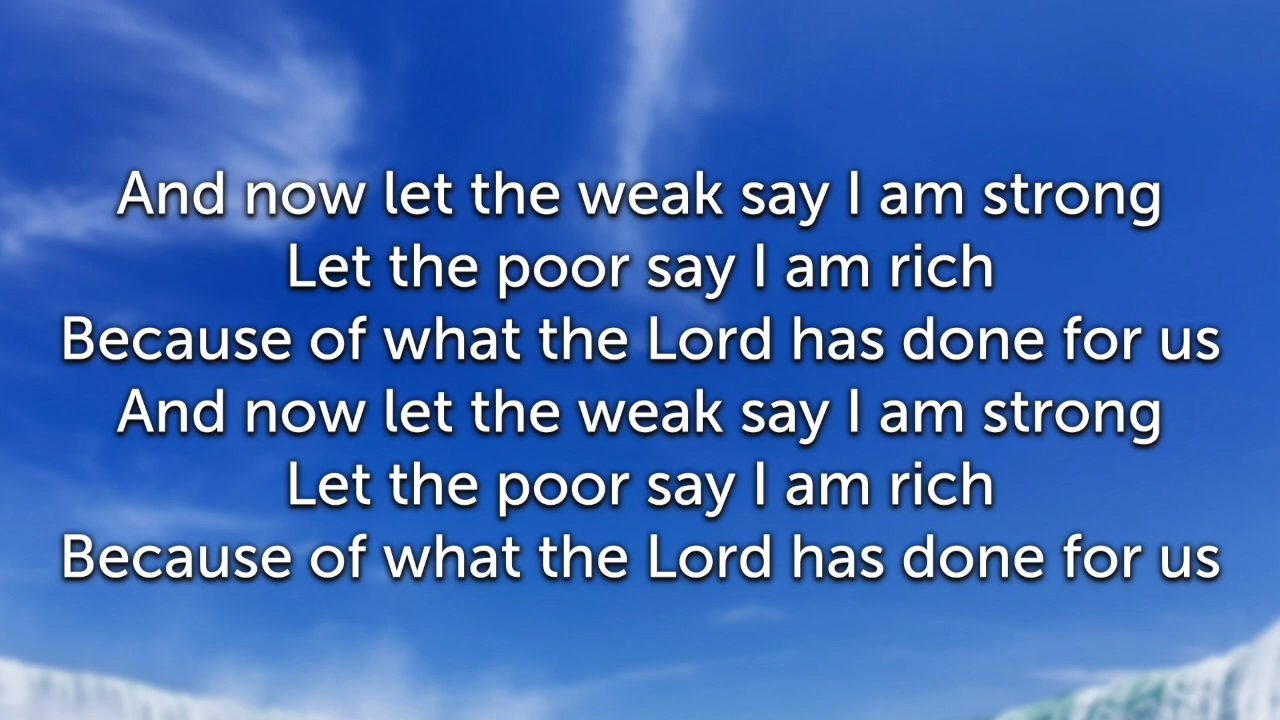 And now let the weak say I am strong
Let the poor say I am rich
Because of what the Lord has done for us
And now let the weak say I am strong
Let the poor say I am rich
Because of what the Lord has done for us